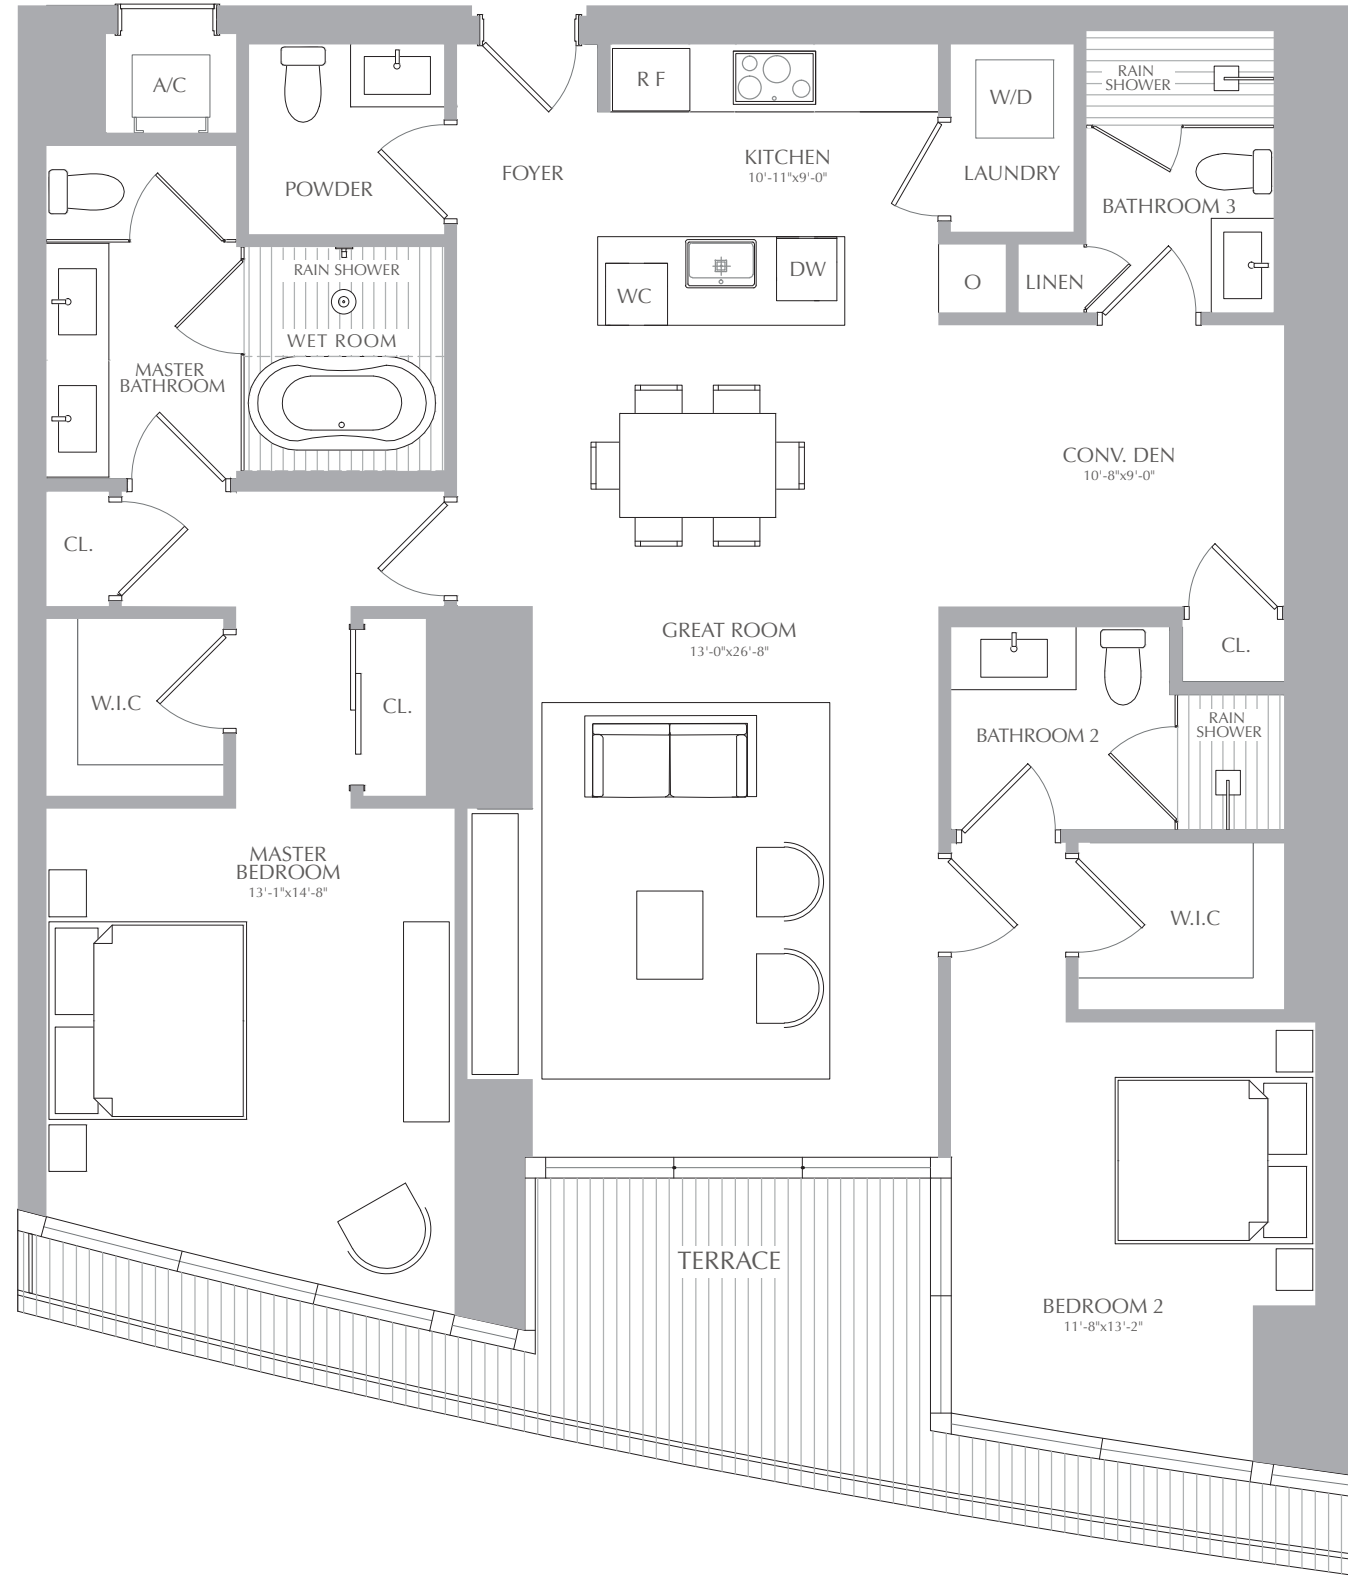 A/C
R F
W/D
RAIN
SHOWER
POWDER
FOYER
KITCHEN
10'-11"x9'-0"
LAUNDRY
BATHROOM 3
RAIN SHOWER
WET ROOM
WC
DW
O
LINEN
MASTER
BATHROOM
CONV. DEN
10'-8"x9'-0"
CL.
GREAT ROOM
13'-0"x26'-8"
CL.
W.I.C
CL.
BATHROOM 2
RAIN
SHOWER
MASTER
BEDROOM
13'-1"x14'-8"
W.I.C
TERRACE
BEDROOM 2
11'-8"x13'-2"